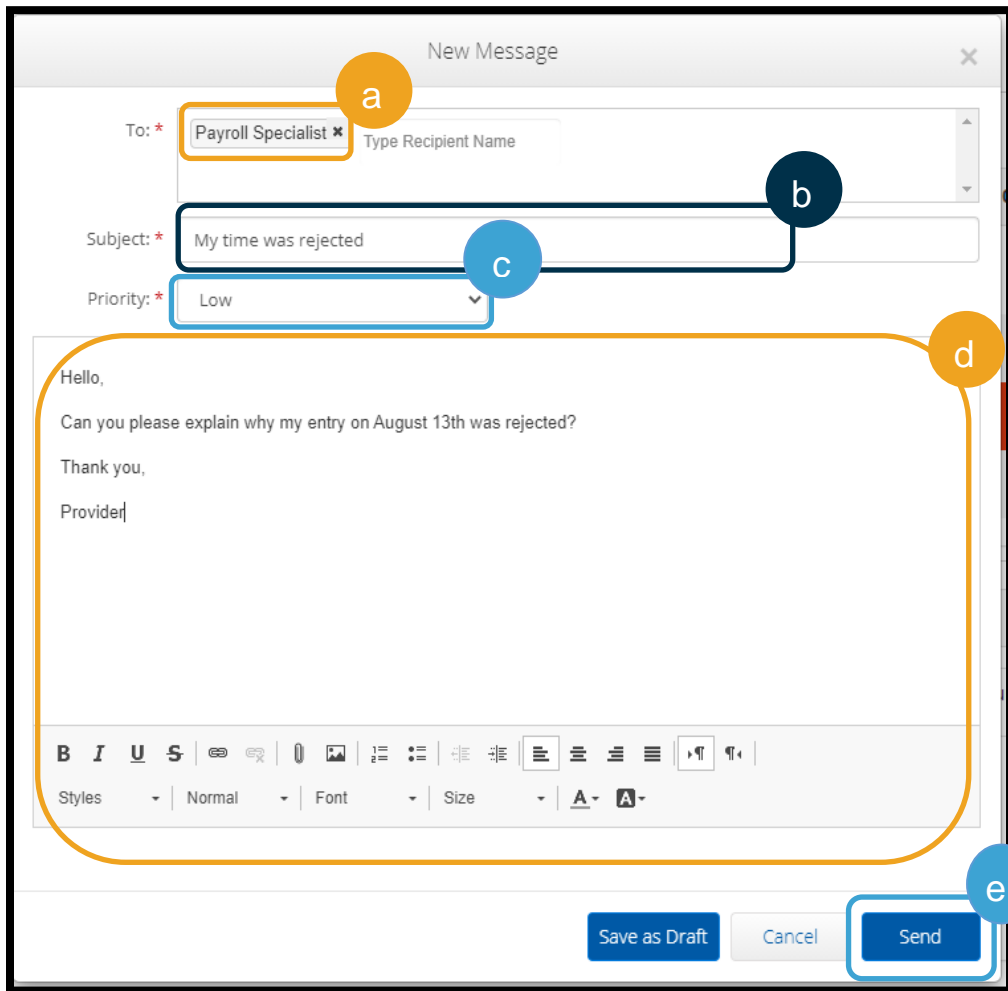 New Message ×
a
To: * Payroll Specialist ✖ Type Recipient Name
b
Subject: * My time was rejected
c
Priority: * Low
d
Hello,
Can you please explain why my entry on August 13th was rejected?
Thank you,
Provider
B I U S
Styles Normal Font Size A A
e
Save as Draft Cancel Send